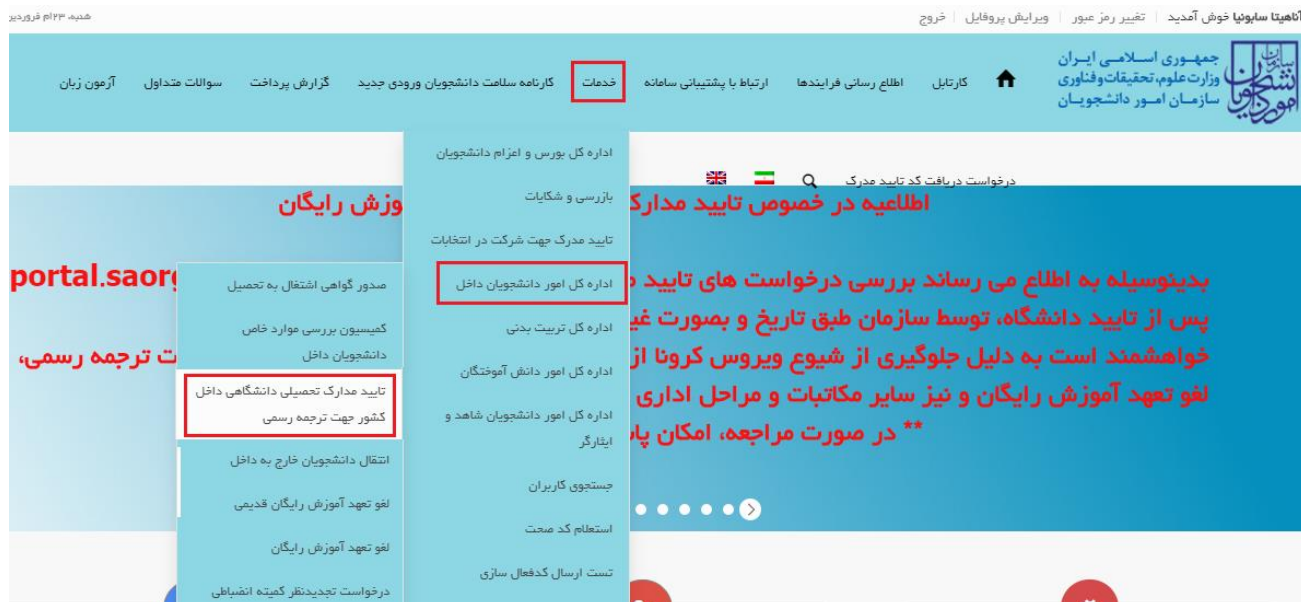 آناهیتا سابونیا خوش آمدید | تغییر رمز عبور | ویرایش پروفایل | خروج
شنبه، ۲۳ام فروردین
سازمان امور دانشجویان
جمهوری اسلامی ایران
وزارت علوم، تحقیقات و فناوری
سازمان امور دانشجویان
کارتابل
اطلاع رسانی فرایندها
ارتباط با پشتیبانی سامانه
خدمات
کارنامه سلامت دانشجویان ورودی جدید
گزارش پرداخت
سوالات متداول
آزمون زبان
درخواست دریافت کد تایید مدرک
اطلاعیه در خصوص تایید مدارک
وزش رایگان
بدینوسیله به اطلاع می رساند بررسی درخواست های تایید
portal.saorg
پس از تایید دانشگاه، توسط سازمان طبق تاریخ و بصورت
خواهشمند است به دلیل جلوگیری از شیوع ویروس کرونا از
ت ترجمه رسمی،
لغو تعهد آموزش رایگان و نیز سایر مکاتبات و مراحل اداری
** در صورت مراجعه، امکان
اداره کل بورس و اعزام دانشجویان
بازرسی و شکایات
تایید مدرک جهت شرکت در انتخابات
اداره کل امور دانشجویان داخل
اداره کل تربیت بدنی
اداره کل امور دانش آموختگان
اداره کل امور دانشجویان شاهد و
ایثارگر
جستجوی کاربران
استعلام کد صحت
تست ارسال کدفعال سازی
صدور گواهی اشتغال به تحصیل
کمیسیون بررسی موارد خاص
دانشجویان داخل
تایید مدارک تحصیلی دانشگاهی داخل
کشور جهت ترجمه رسمی
انتقال دانشجویان خارج به داخل
لغو تعهد آموزش رایگان قدیمی
لغو تعهد آموزش رایگان
درخواست تجدیدنظر کمیته انضباطی